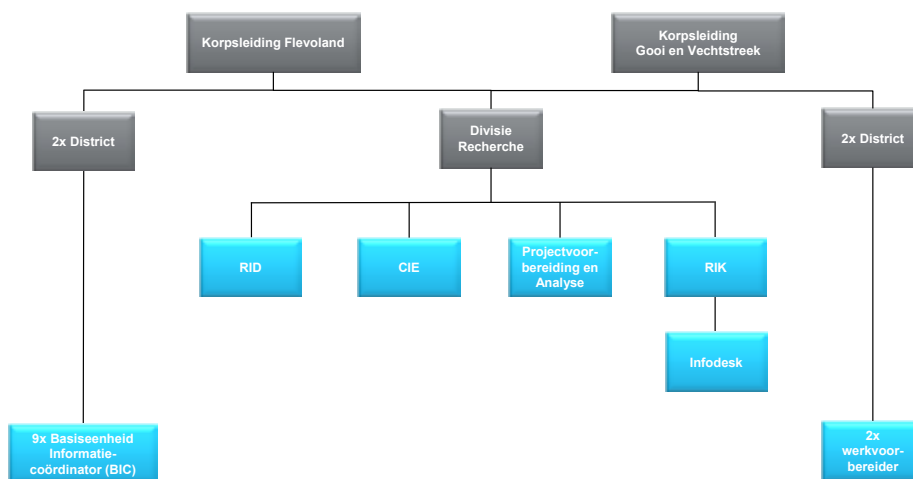 Korpsleiding Flevoland
Korpsleiding
Gooi en Vechtstreek
2x District
Divisie
Recherche
2x District
RID
CIE
Projectvoor-
bereiding en
Analyse
RIK
Infodesk
9x Basiseenheid
Informatie-
coördinator (BIC)
2x
werkvoor-
bereider